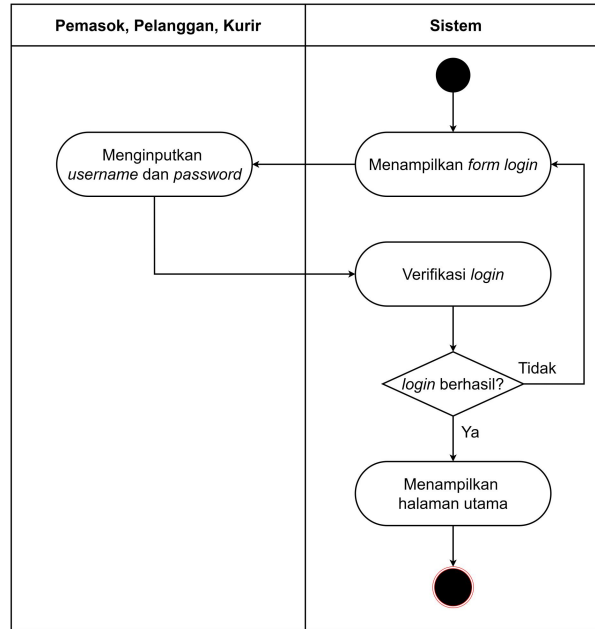 Pemasok, Pelanggan, Kurir
Sistem
Menginputkan
username dan password
Menampilkan form login
Verifikasi login
login berhasil?
Tidak
Ya
Menampilkan
halaman utama